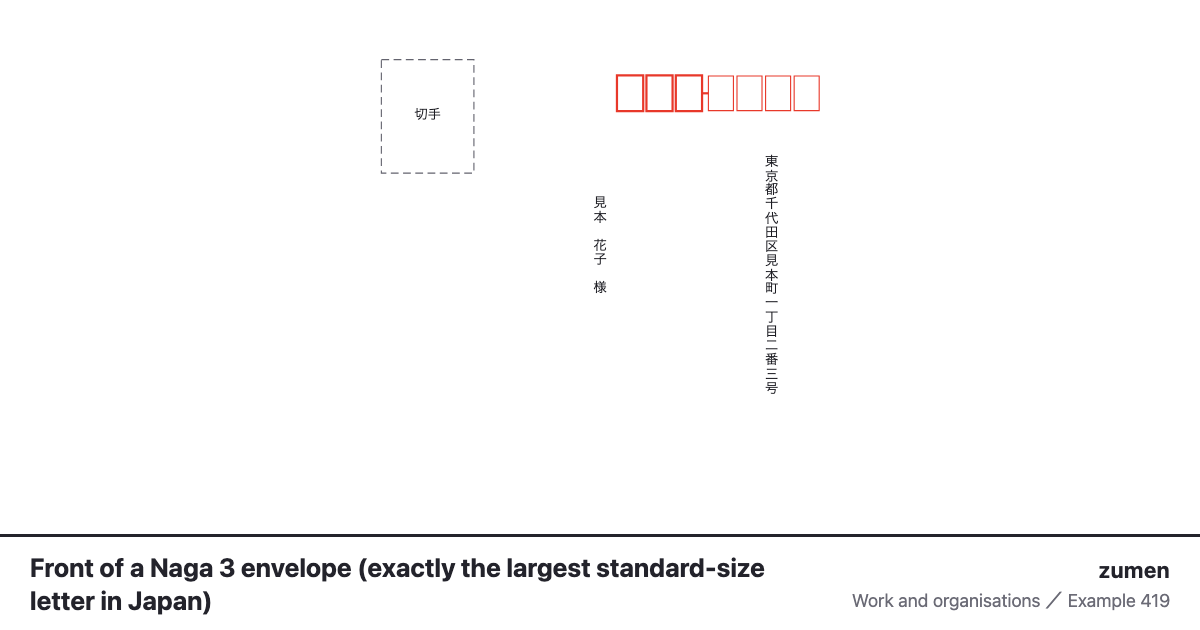 切手
東京都千代田区見本町一丁目二番三号
見本　花子　様
Front of a Naga 3 envelope (exactly the largest standard-size
letter in Japan)
zumen
Work and organisations ／ Example 419